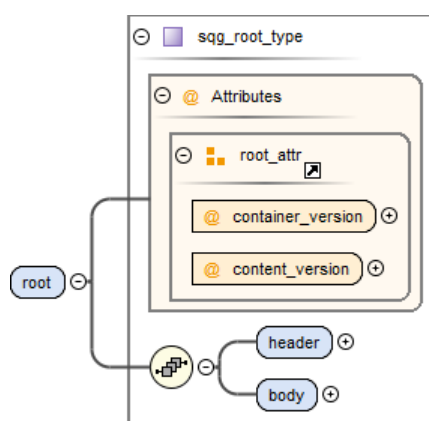 sqg_root_type
@ Attributes
root_attr
@ container_version
@ content_version
root
header
body